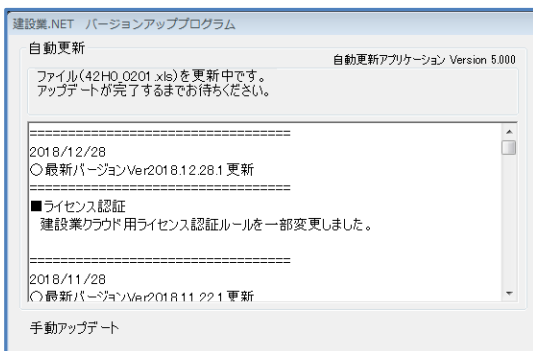 建設業.NET バージョンアッププログラム
自動更新
自動更新アプリケーション Version 5.000
ファイル(42H0_0201.xls)を更新中です。
アップデートが完了するまでお待ちください。
==================================
2018/12/28
○最新バージョンVer2018.12.28.1更新
==================================
■ライセンス認証
建設業クラウド用ライセンス認証ルールを一部変更しました。
==================================
2018/11/28
○最新バージョンVer2018.11.22.1更新
手動アップデート